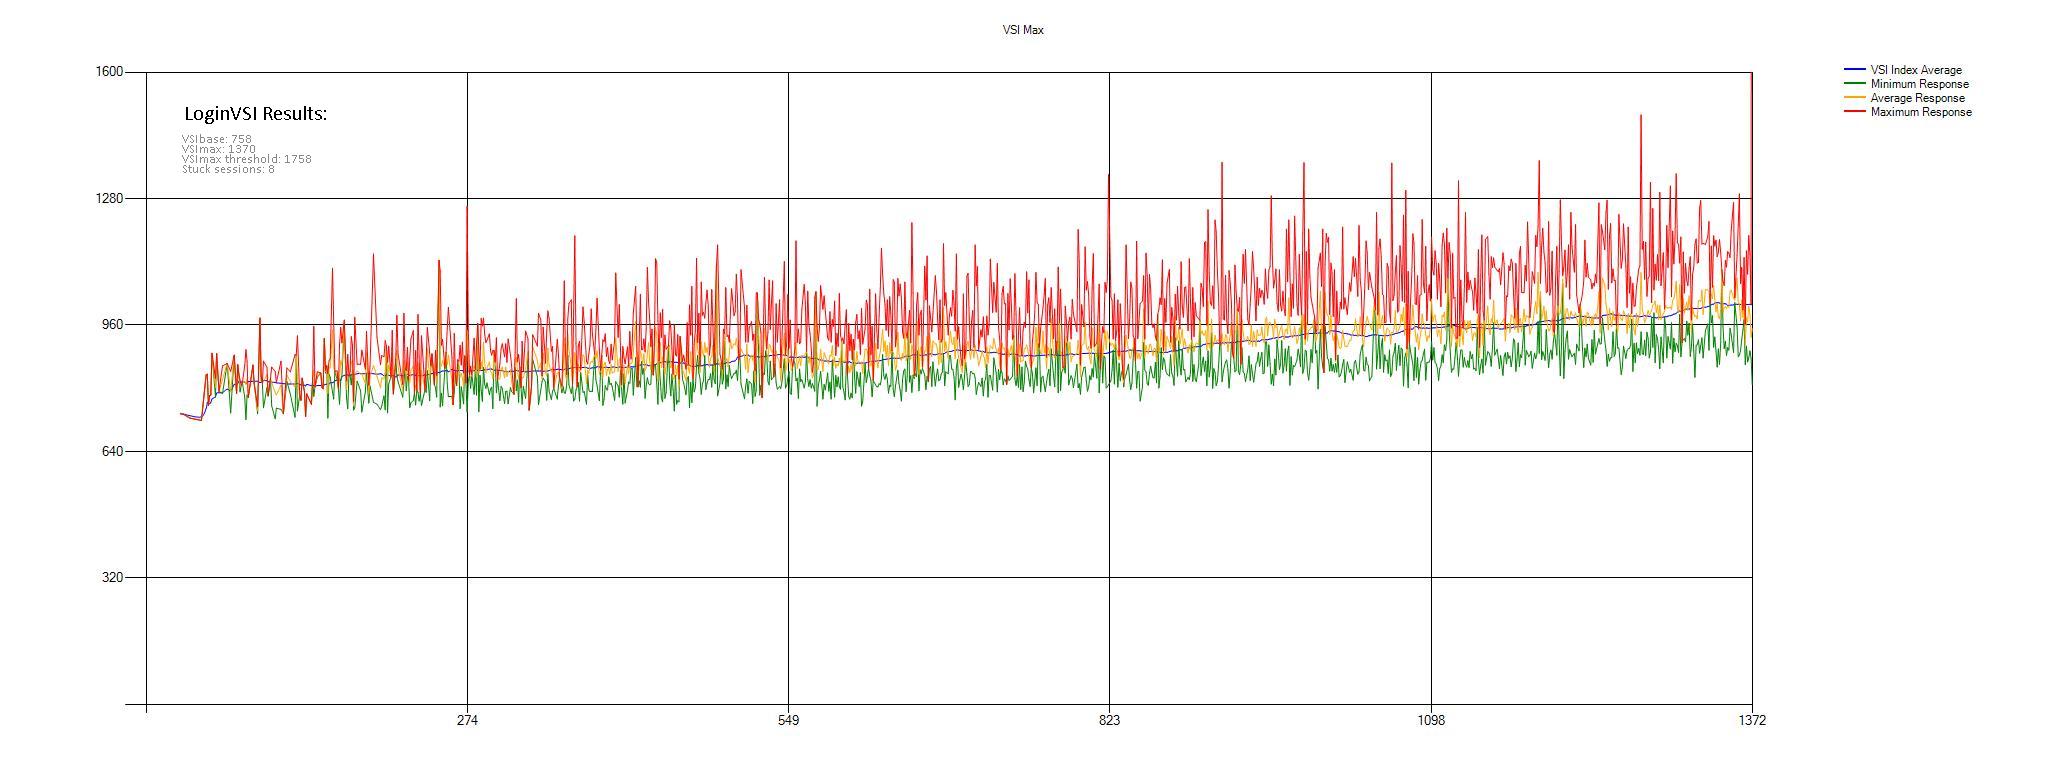 VSI Max
1600
1280
960
640
320
274
549
823
1098
1372
LoginVSI Results:
VSIbase: 758
VSImax: 1370
VSImax threshold: 1758
Stuck sessions: 8
VSI Index Average
Minimum Response
Average Response
Maximum Response